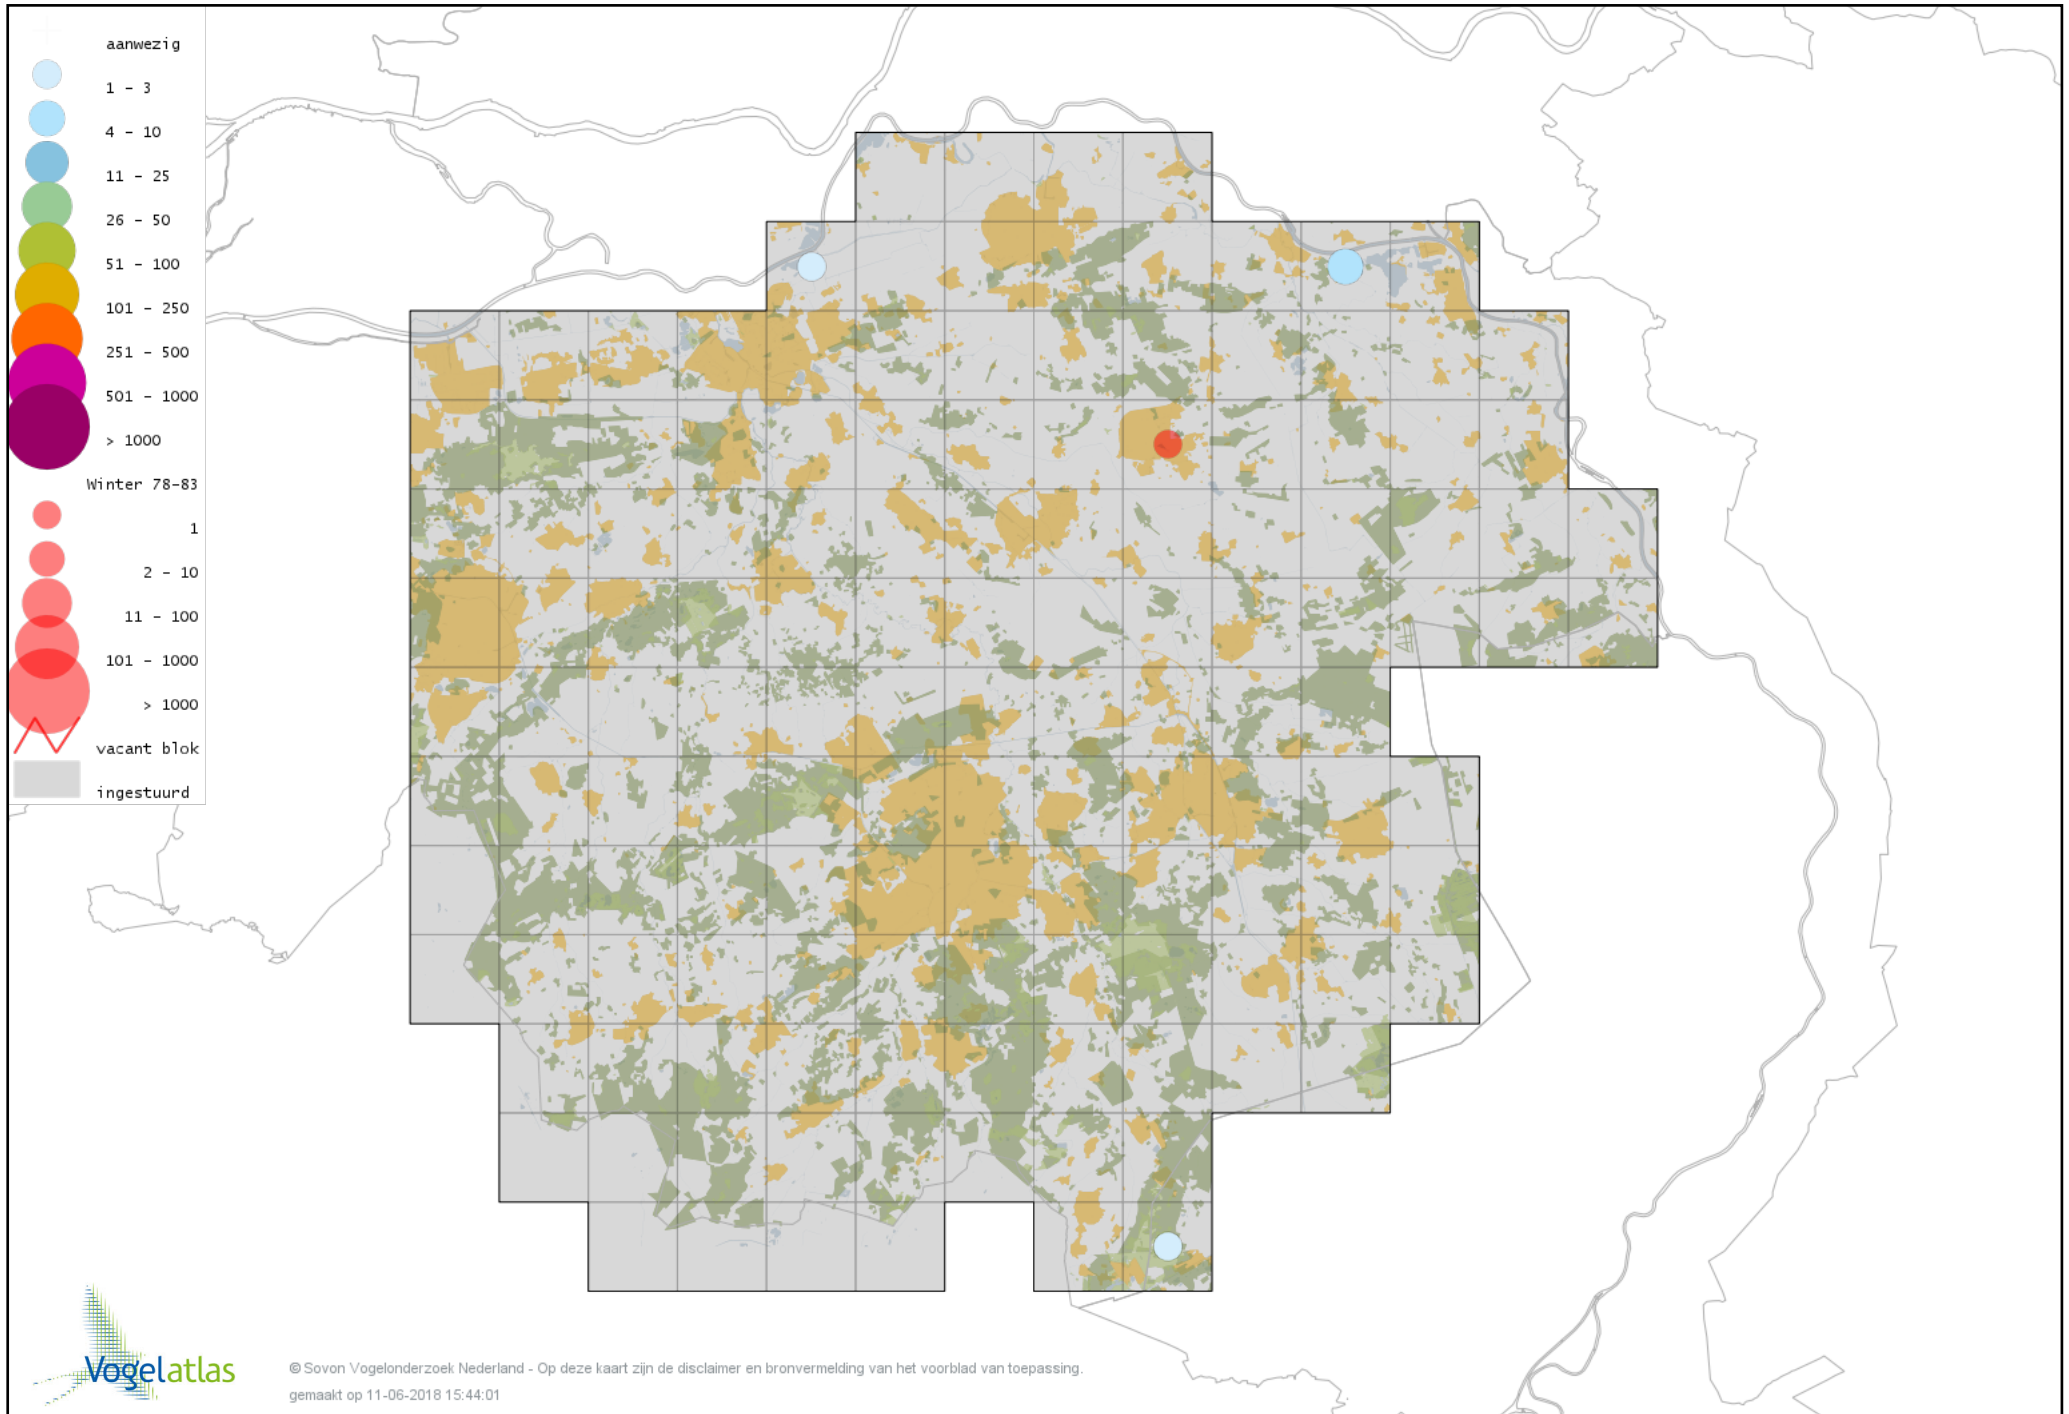 aanwezig
1 - 3
4 - 10
11 - 25
26 - 50
51 - 100
101 - 250
251 - 500
501 - 1000
> 1000
Winter 78-83
1
2 - 10
11 - 100
101 - 1000
> 1000
vacant blok
ingestuurd
Vogelatlas
© Sovon Vogelonderzoek Nederland - Op deze kaart zijn de disclaimer en bronvermelding van het voorblad van toepassing.
gemaakt op 11-06-2018 15:44:01